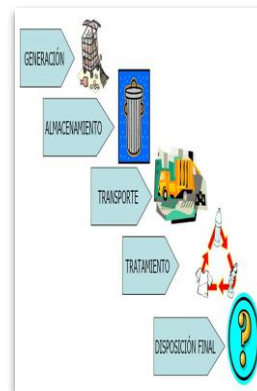 GENERACIÓN
ALMACENAMIENTO
TRANSPORTE
TRATAMIENTO
DISPOSICIÓN FINAL
?